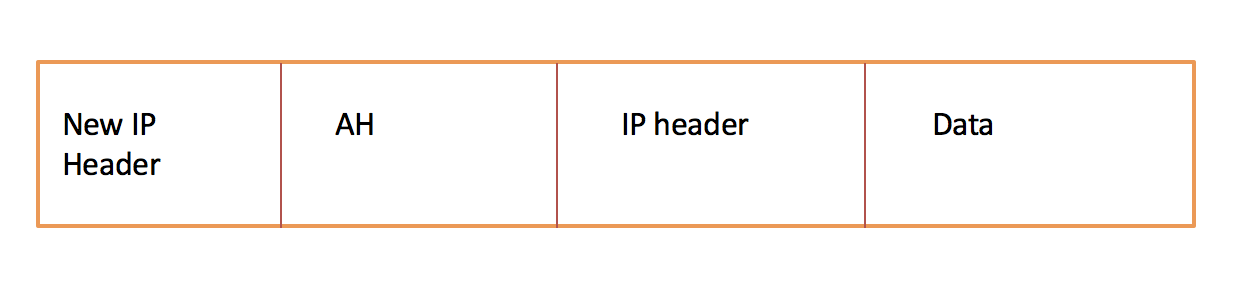 New IP
Header
AH
IP header
Data